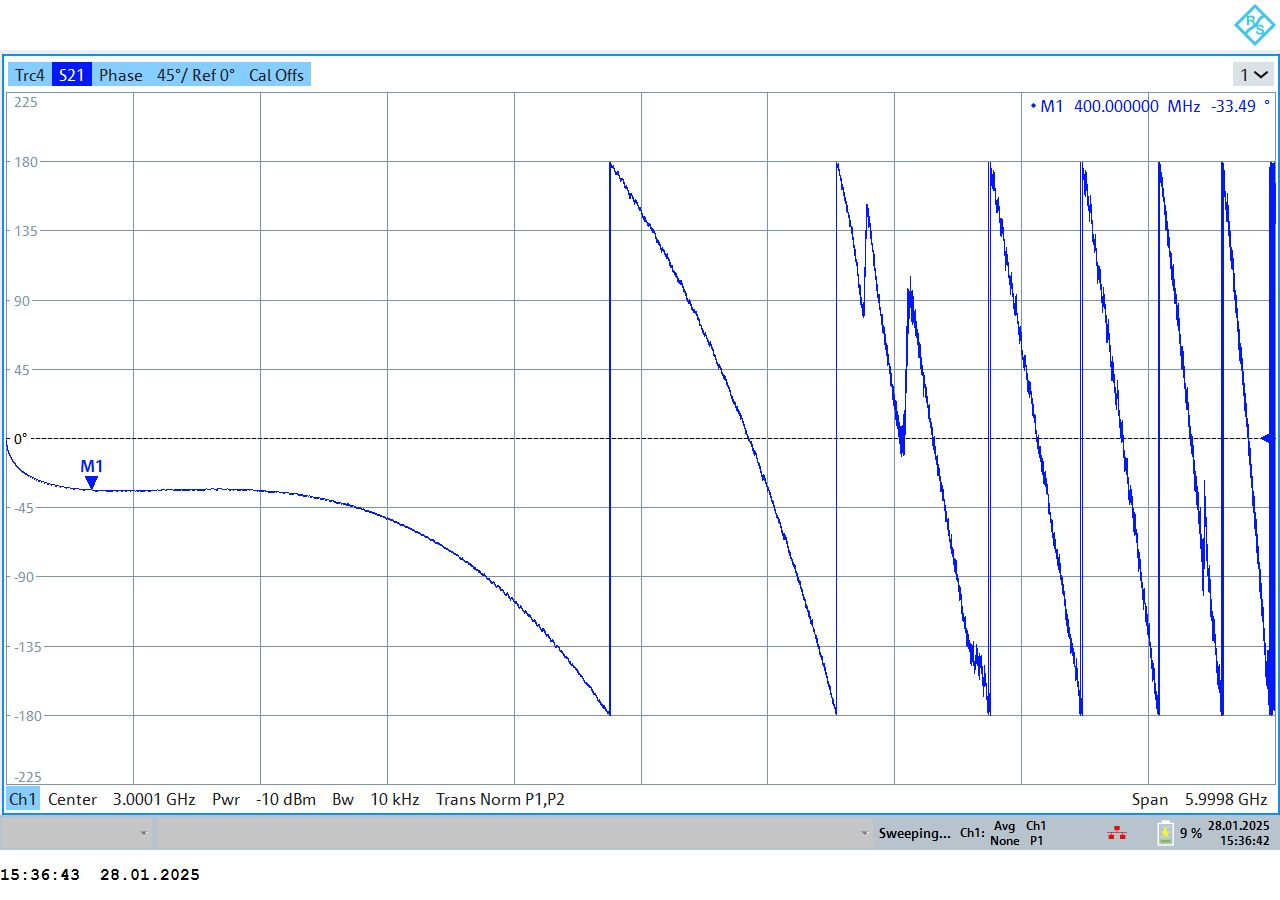 R S
Trc4 S21 Phase 45°/ Ref 0° Cal Offs 1
225
• M1 400.000000 MHz -33.49 °
180
135
90
45
0°
M1
-45
-90
-135
-180
-225
Ch1 Center 3.0001 GHz Pwr -10 dBm Bw 10 kHz Trans Norm P1,P2 Span 5.9998 GHz
Sweeping... Ch1: Avg None Ch1 P1 9 % 28.01.2025 15:36:42
15:36:43 28.01.2025